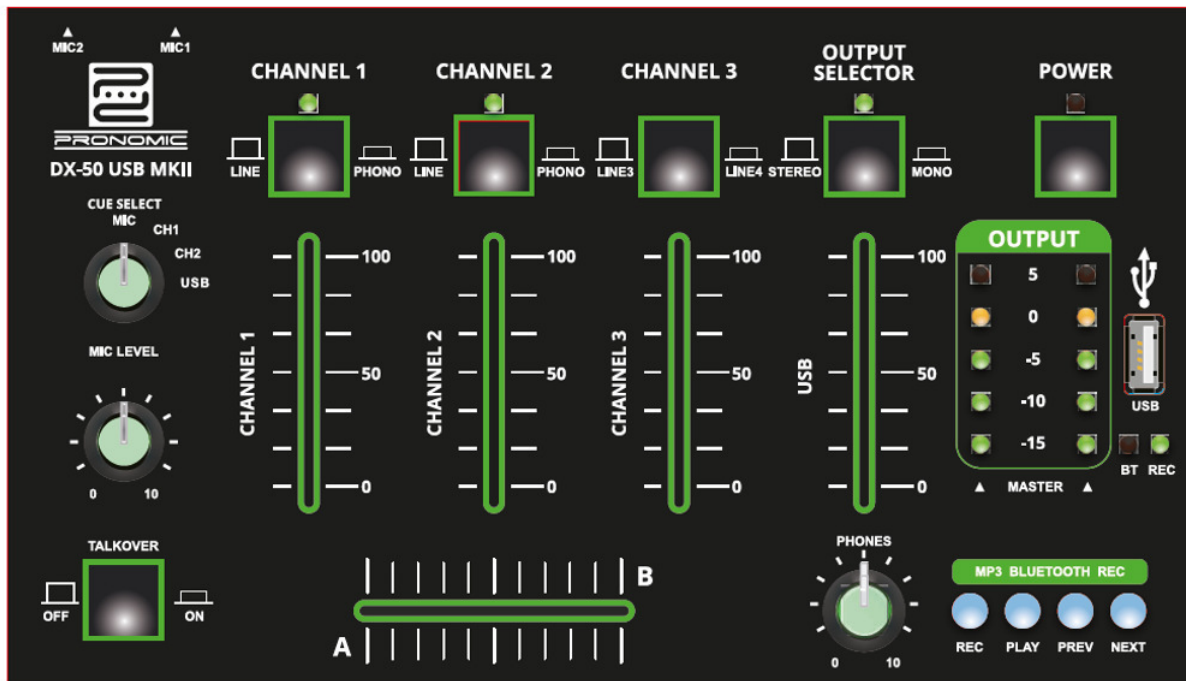 MIC2
MIC1
PRONOMIC
DX-50 USB MKII
CHANNEL 1
CHANNEL 2
CHANNEL 3
OUTPUT
SELECTOR
POWER
LINE
PHONO
LINE
PHONO
LINE3
LINE4
STEREO
MONO
CUE SELECT
MIC
CH1
CH2
USB
MIC LEVEL
0
10
TALKOVER
OFF
ON
CHANNEL 1
100
50
0
CHANNEL 2
100
50
0
CHANNEL 3
100
50
0
USB
100
50
0
OUTPUT
5
0
-5
-10
-15
MASTER
USB
BT
REC
A
B
PHONES
0
10
MP3 BLUETOOTH REC
REC
PLAY
PREV
NEXT